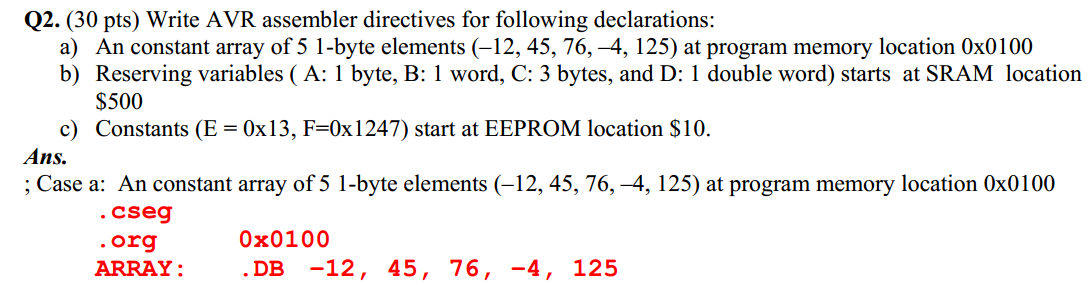 Q2. (30 pts) Write AVR assembler directives for following declarations:
a) An constant array of 5 1-byte elements (–12, 45, 76, –4, 125) at program memory location 0x0100
b) Reserving variables ( A: 1 byte, B: 1 word, C: 3 bytes, and D: 1 double word) starts at SRAM location
$500
c) Constants (E = 0x13, F=0x1247) start at EEPROM location $10.
Ans.
; Case a: An constant array of 5 1-byte elements (–12, 45, 76, –4, 125) at program memory location 0x0100
.cseg
.org 0x0100
ARRAY: .DB –12, 45, 76, –4, 125